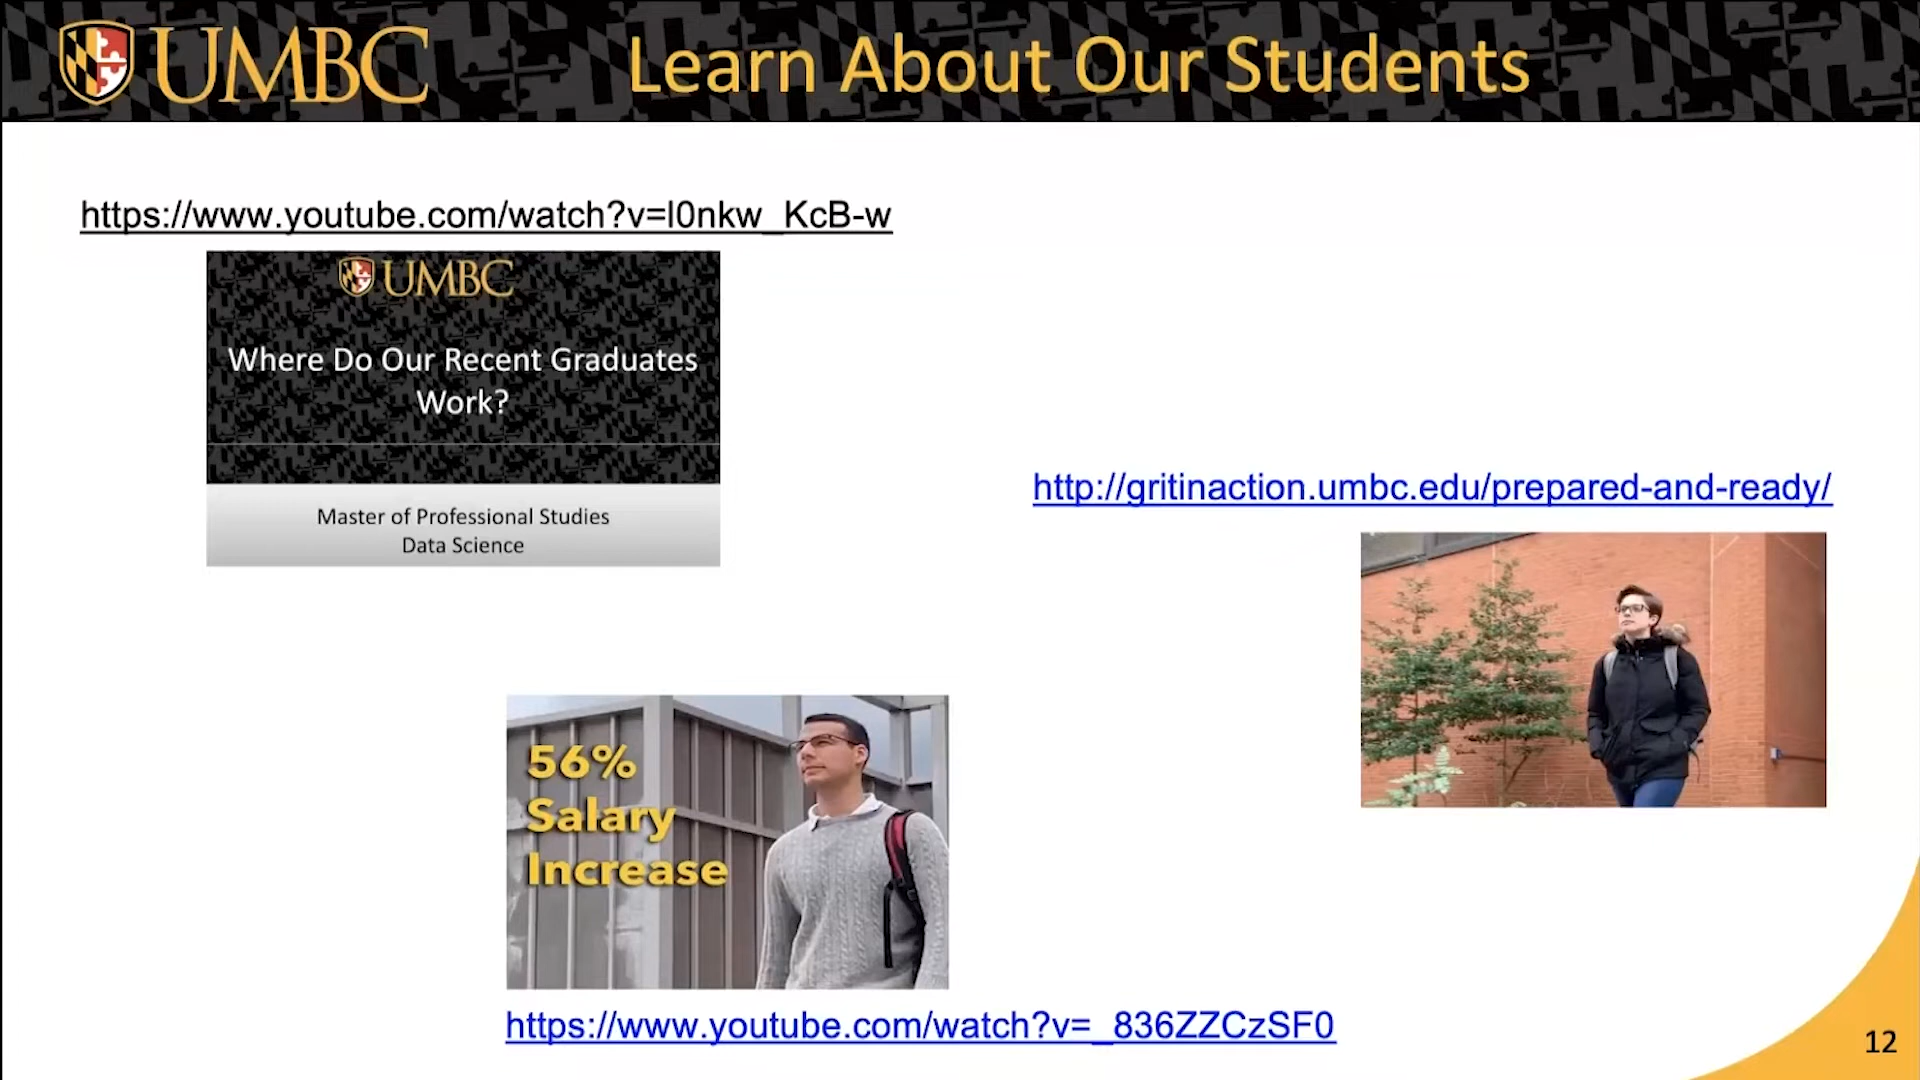 UMBC
Learn About Our Students
https://www.youtube.com/watch?v=l0nkw_KcB-w
UMBC
Where Do Our Recent Graduates
Work?
Master of Professional Studies
Data Science
http://gritinaction.umbc.edu/prepared-and-ready/
56%
Salary
Increase
https://www.youtube.com/watch?v=_836ZZCzSF0
12